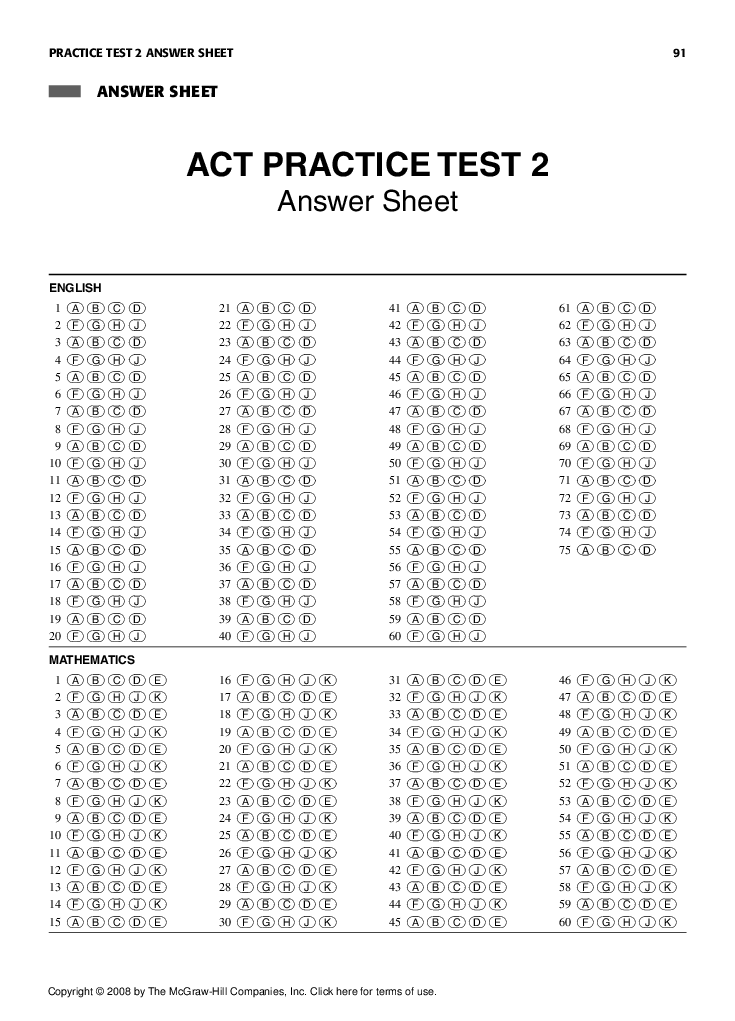 PRACTICE TEST 2 ANSWER SHEET 91
ANSWER SHEET
ACT PRACTICE TEST 2
Answer Sheet
ENGLISH
1 A B C D 21 A B C D 41 A B C D 61 A B C D
2 F G H J 22 F G H J 42 F G H J 62 F G H J
3 A B C D 23 A B C D 43 A B C D 63 A B C D
4 F G H J 24 F G H J 44 F G H J 64 F G H J
5 A B C D 25 A B C D 45 A B C D 65 A B C D
6 F G H J 26 F G H J 46 F G H J 66 F G H J
7 A B C D 27 A B C D 47 A B C D 67 A B C D
8 F G H J 28 F G H J 48 F G H J 68 F G H J
9 A B C D 29 A B C D 49 A B C D 69 A B C D
10 F G H J 30 F G H J 50 F G H J 70 F G H J
11 A B C D 31 A B C D 51 A B C D 71 A B C D
12 F G H J 32 F G H J 52 F G H J 72 F G H J
13 A B C D 33 A B C D 53 A B C D 73 A B C D
14 F G H J 34 F G H J 54 F G H J 74 F G H J
15 A B C D 35 A B C D 55 A B C D 75 A B C D
16 F G H J 36 F G H J 56 F G H J
17 A B C D 37 A B C D 57 A B C D
18 F G H J 38 F G H J 58 F G H J
19 A B C D 39 A B C D 59 A B C D
20 F G H J 40 F G H J 60 F G H J
MATHEMATICS
1 A B C D E 16 F G H J K 31 A B C D E 46 F G H J K
2 F G H J K 17 A B C D E 32 F G H J K 47 A B C D E
3 A B C D E 18 F G H J K 33 A B C D E 48 F G H J K
4 F G H J K 19 A B C D E 34 F G H J K 49 A B C D E
5 A B C D E 20 F G H J K 35 A B C D E 50 F G H J K
6 F G H J K 21 A B C D E 36 F G H J K 51 A B C D E
7 A B C D E 22 F G H J K 37 A B C D E 52 F G H J K
8 F G H J K 23 A B C D E 38 F G H J K 53 A B C D E
9 A B C D E 24 F G H J K 39 A B C D E 54 F G H J K
10 F G H J K 25 A B C D E 40 F G H J K 55 A B C D E
11 A B C D E 26 F G H J K 41 A B C D E 56 F G H J K
12 F G H J K 27 A B C D E 42 F G H J K 57 A B C D E
13 A B C D E 28 F G H J K 43 A B C D E 58 F G H J K
14 F G H J K 29 A B C D E 44 F G H J K 59 A B C D E
15 A B C D E 30 F G H J K 45 A B C D E 60 F G H J K
Copyright © 2008 by The McGraw-Hill Companies, Inc. Click here for terms of use.